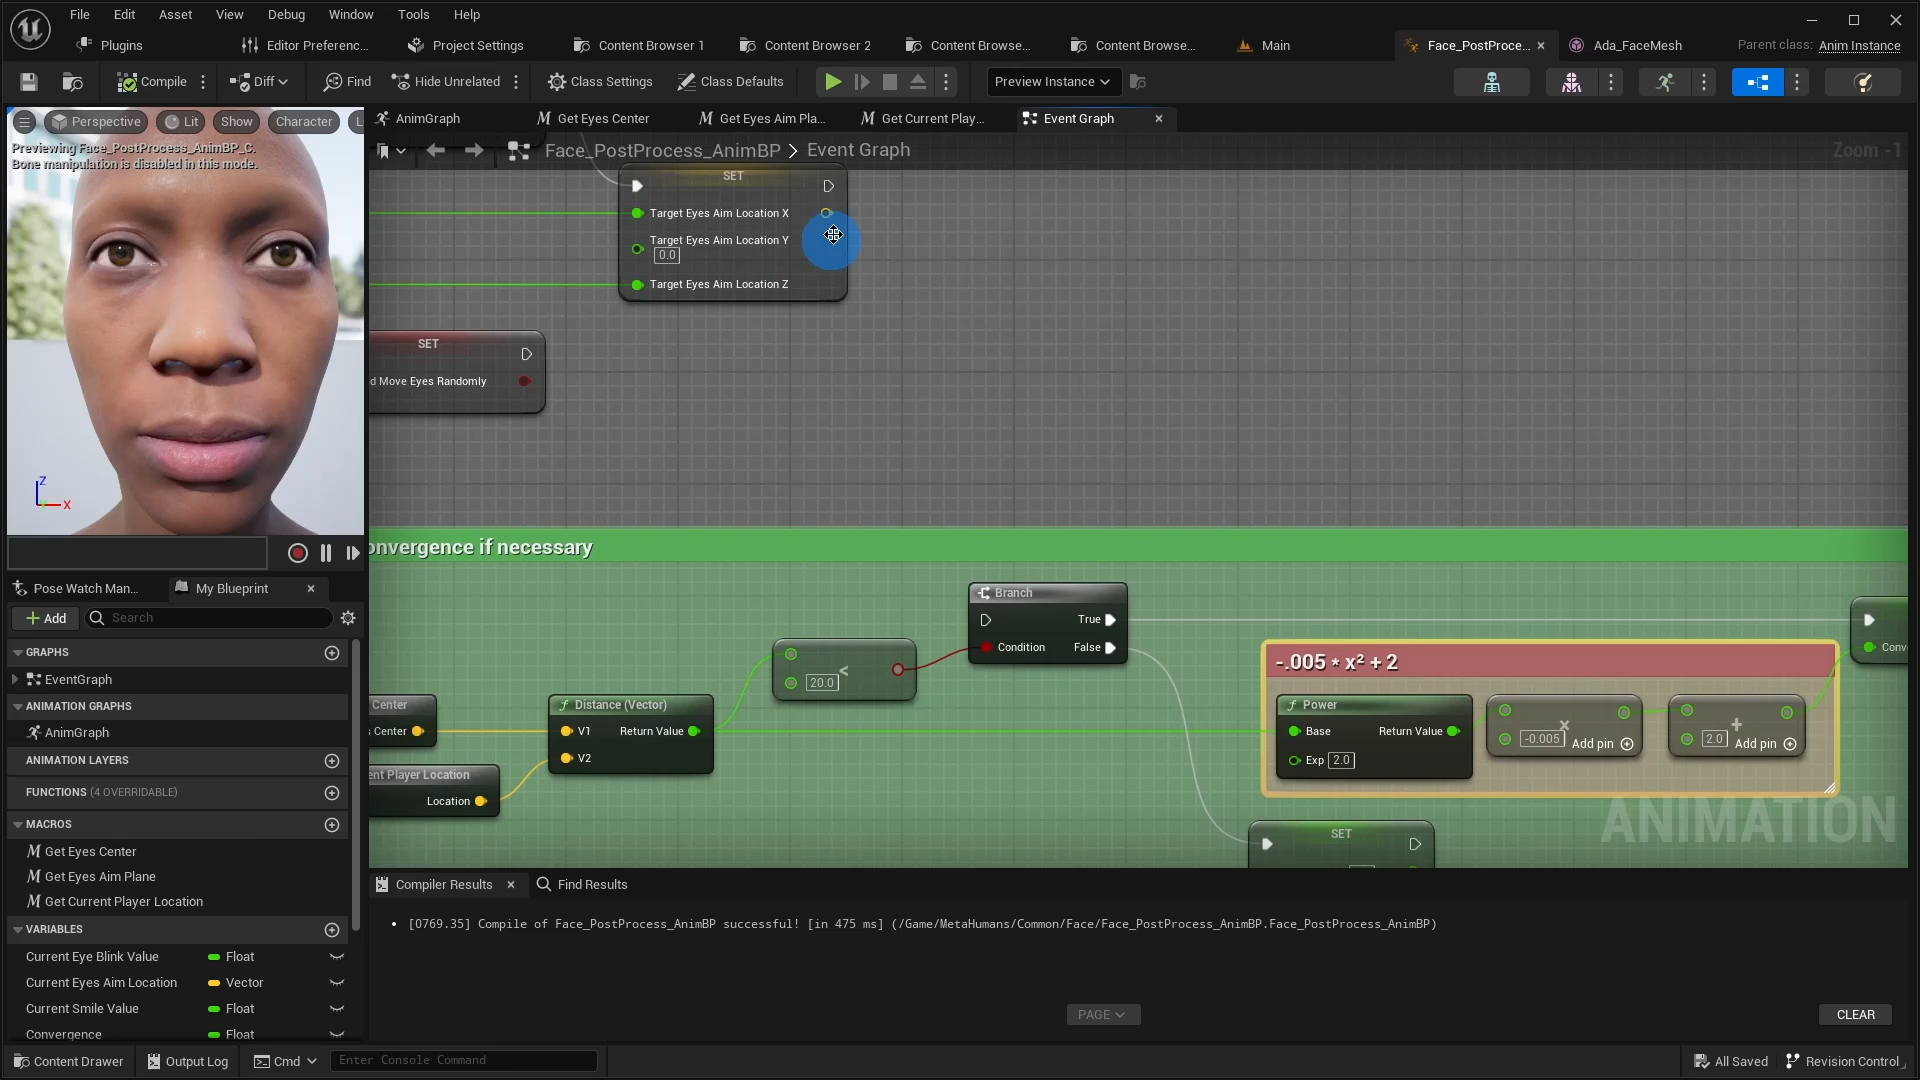 File Edit Asset View Debug Window Tools Help
Plugins Editor Preferenc... Project Settings Content Browser 1 Content Browser 2 Content Browse... Content Browse... Main Face_PostProce... Ada_FaceMesh Parent class: Anim Instance
Compile Diff Find Hide Unrelated Class Settings Class Defaults Preview Instance
Perspective Lit Show Character L
Previewing Face_PostProcess_AnimBP_C.
Bone manipulation is disabled in this mode.
Z
X
AnimGraph Get Eyes Center Get Eyes Aim Pla... Get Current Play... Event Graph
Face_PostProcess_AnimBP > Event Graph
Zoom -1
SET
Target Eyes Aim Location X
Target Eyes Aim Location Y
0.0
Target Eyes Aim Location Z
SET
d Move Eyes Randomly
onvergence if necessary
Branch
True
Condition False
<
20.0
Center
s Center
Distance (Vector)
V1 Return Value
V2
ent Player Location
Location
-.005 * x² + 2
Power
Base Return Value
Exp 2.0
×
-0.005 Add pin
+
2.0 Add pin
Conv
SET
ANIMATION
Pose Watch Man... My Blueprint
Add Search
GRAPHS
EventGraph
ANIMATION GRAPHS
AnimGraph
ANIMATION LAYERS
FUNCTIONS (4 OVERRIDABLE)
MACROS
Get Eyes Center
Get Eyes Aim Plane
Get Current Player Location
VARIABLES
Current Eye Blink Value Float
Current Eyes Aim Location Vector
Current Smile Value Float
Convergence Float
Compiler Results Find Results
[0769.35] Compile of Face_PostProcess_AnimBP successful! [in 475 ms] (/Game/MetaHumans/Common/Face/Face_PostProcess_AnimBP.Face_PostProcess_AnimBP)
PAGE CLEAR
Content Drawer Output Log Cmd Enter Console Command All Saved Revision Control